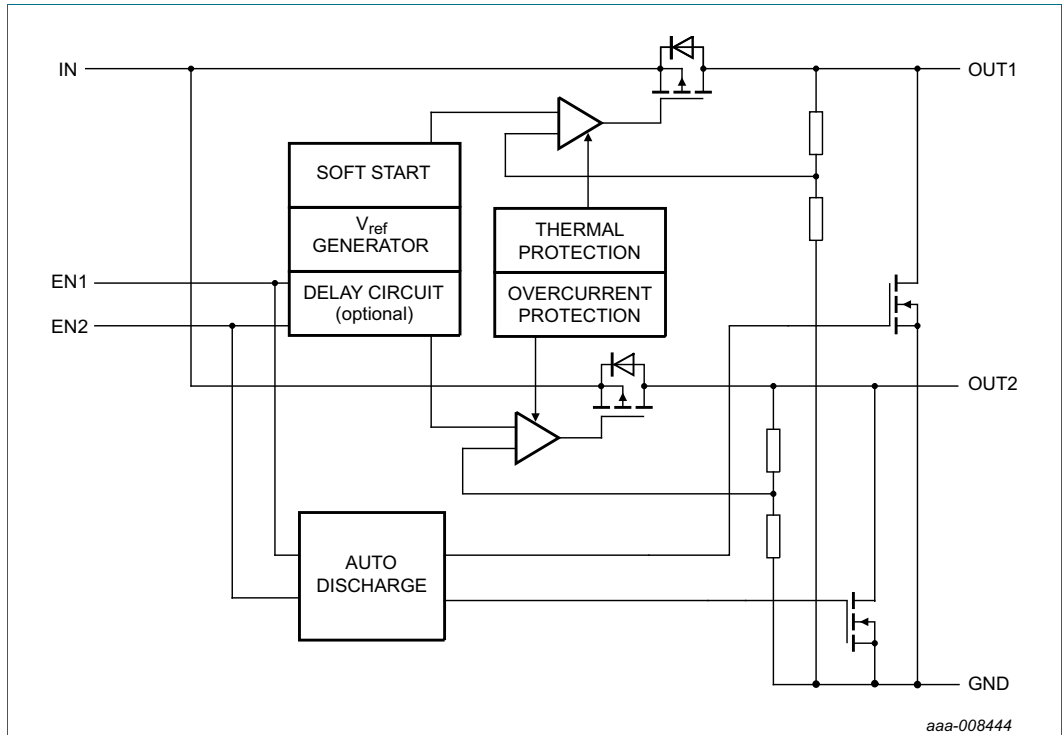 IN
OUT1
SOFT START
Vref
GENERATOR
THERMAL
PROTECTION
EN1
DELAY CIRCUIT
(optional)
OVERCURRENT
PROTECTION
EN2
OUT2
AUTO
DISCHARGE
GND
aaa-008444